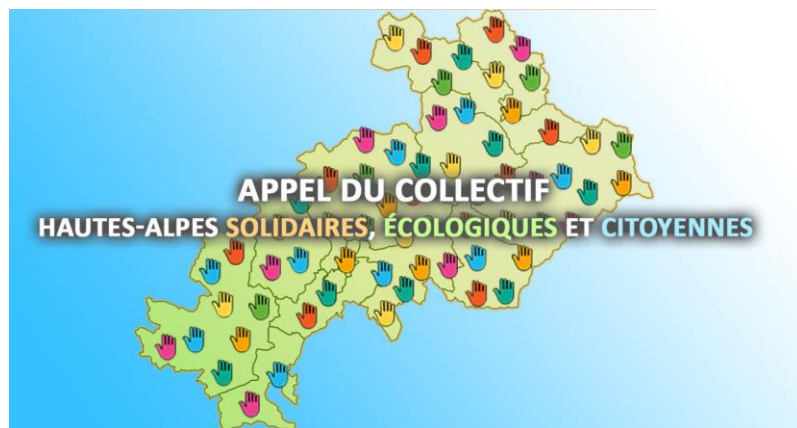 APPEL DU COLLECTIF
HAUTES-ALPES SOLIDAIRES, ÉCOLOGIQUES ET CITOYENNES